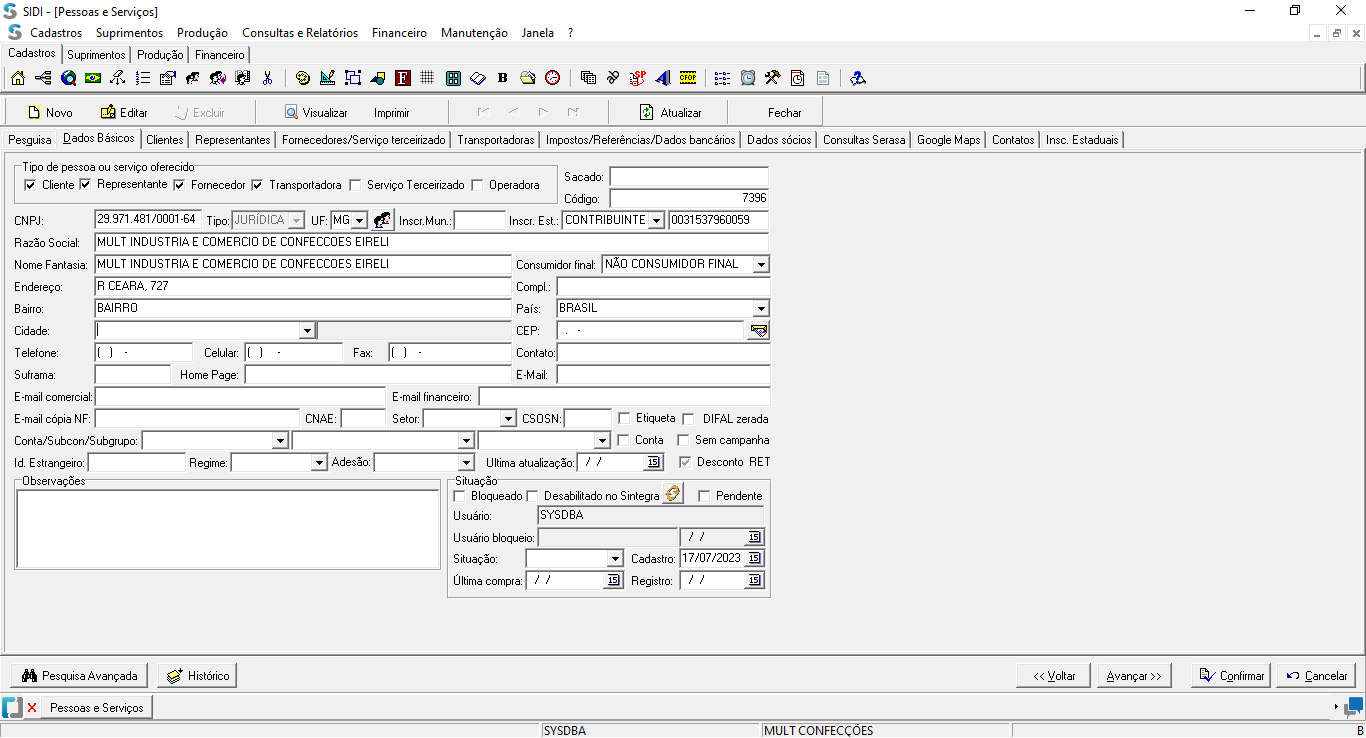 SIDI - [Pessoas e Serviços]
Cadastros Suprimentos Produção Consultas e Relatórios Financeiro Manutenção Janela ?
Cadastros Suprimentos Produção Financeiro
Novo Editar Excluir Visualizar Imprimir Atualizar Fechar
Pesquisa Dados Básicos Clientes Representantes Fornecedores/Serviço terceirizado Transportadoras Impostos/Referências/Dados bancários Dados sócios Consultas Serasa Google Maps Contatos Insc. Estaduais
Tipo de pessoa ou serviço oferecido
Cliente Representante Fornecedor Transportadora Serviço Terceirizado Operadora
Sacado:
Código: 7396
CNPJ: 29.971.481/0001-64 Tipo: JURÍDICA UF: MG Inscr.Mun.: Inscr. Est.: CONTRIBUINTE 0031537960059
Razão Social: MULT INDUSTRIA E COMERCIO DE CONFECCOES EIRELI
Nome Fantasia: MULT INDUSTRIA E COMERCIO DE CONFECCOES EIRELI Consumidor final: NÃO CONSUMIDOR FINAL
Endereço: R CEARA, 727 Compl.:
Bairro: BAIRRO País: BRASIL
Cidade: CEP: . -
Telefone: ( ) - Celular: ( ) - Fax: ( ) - Contato:
Suframa: Home Page: E-Mail:
E-mail comercial: E-mail financeiro:
E-mail cópia NF: CNAE: Setor: CSOSN: Etiqueta DIFAL zerada
Conta/Subcon/Subgrupo: Conta Sem campanha
Id. Estrangeiro: Regime: Adesão: Ultima atualização: / / 15 Desconto RET
Observações
Situação
Bloqueado Desabilitado no Sintegra Pendente
Usuário: SYSDBA
Usuário bloqueio: / / 15
Situação: Cadastro: 17/07/2023 15
Última compra: / / 15 Registro: / / 15
Pesquisa Avançada Histórico << Voltar Avançar >> Confirmar Cancelar
Pessoas e Serviços
SYSDBA MULT CONFECÇÕES B